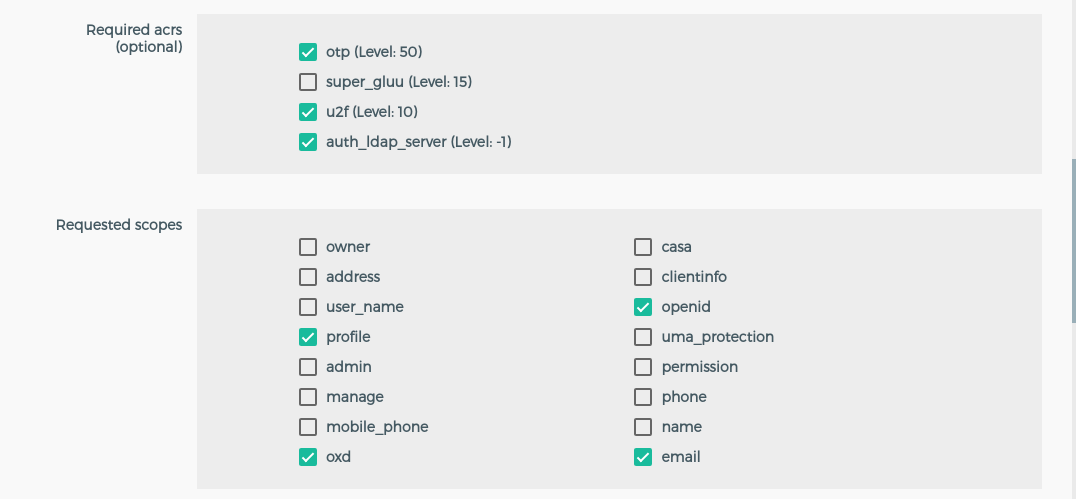 Required acrs
(optional)
otp (Level: 50)
super_gluu (Level: 15)
u2f (Level: 10)
auth_ldap_server (Level: -1)
Requested scopes
owner
address
user_name
profile
admin
manage
mobile_phone
oxd
casa
clientinfo
openid
uma_protection
permission
phone
name
email